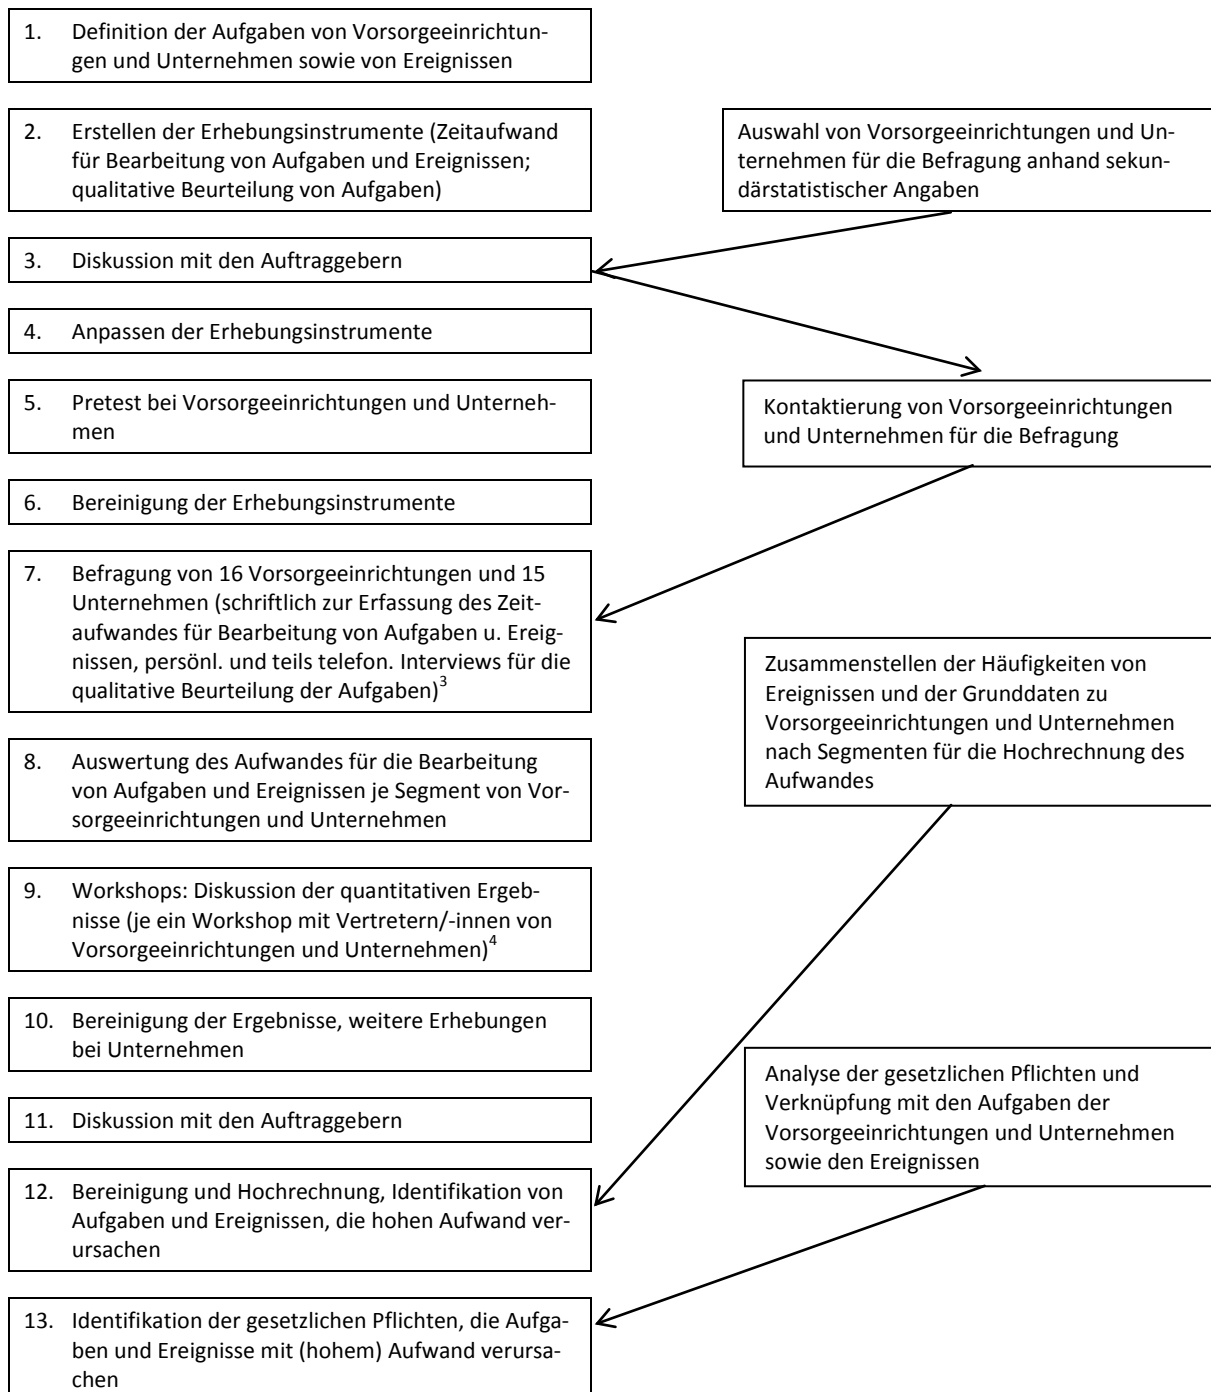 1. Definition der Aufgaben von Vorsorgeeinrichtun-
gen und Unternehmen sowie von Ereignissen
2. Erstellen der Erhebungsinstrumente (Zeitaufwand
für Bearbeitung von Aufgaben und Ereignissen;
qualitative Beurteilung von Aufgaben)
Auswahl von Vorsorgeeinrichtungen und Un-
ternehmen für die Befragung anhand sekun-
därstatistischer Angaben
3. Diskussion mit den Auftraggebern
4. Anpassen der Erhebungsinstrumente
5. Pretest bei Vorsorgeeinrichtungen und Unterneh-
men
Kontaktierung von Vorsorgeeinrichtungen
und Unternehmen für die Befragung
6. Bereinigung der Erhebungsinstrumente
7. Befragung von 16 Vorsorgeeinrichtungen und 15
Unternehmen (schriftlich zur Erfassung des Zeit-
aufwandes für Bearbeitung von Aufgaben u. Ereig-
nissen, persönl. und teils telefon. Interviews für die
qualitative Beurteilung der Aufgaben)3
Zusammenstellen der Häufigkeiten von
Ereignissen und der Grunddaten zu
Vorsorgeeinrichtungen und Unternehmen
nach Segmenten für die Hochrechnung des
Aufwandes
8. Auswertung des Aufwandes für die Bearbeitung
von Aufgaben und Ereignissen je Segment von Vor-
sorgeeinrichtungen und Unternehmen
9. Workshops: Diskussion der quantitativen Ergeb-
nisse (je ein Workshop mit Vertretern/-innen von
Vorsorgeeinrichtungen und Unternehmen)4
10. Bereinigung der Ergebnisse, weitere Erhebungen
bei Unternehmen
Analyse der gesetzlichen Pflichten und
Verknüpfung mit den Aufgaben der
Vorsorgeeinrichtungen und Unternehmen
sowie den Ereignissen
11. Diskussion mit den Auftraggebern
12. Bereinigung und Hochrechnung, Identifikation von
Aufgaben und Ereignissen, die hohen Aufwand ver-
ursachen
13. Identifikation der gesetzlichen Pflichten, die Aufga-
ben und Ereignisse mit (hohem) Aufwand verursa-
chen